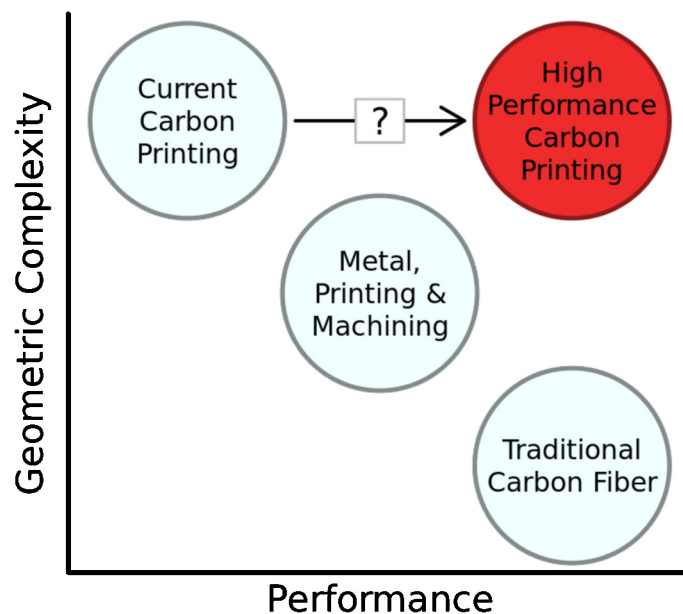 Current
Carbon
Printing
?
High
Performance
Carbon
Printing
Metal,
Printing &
Machining
Traditional
Carbon Fiber
Geometric Complexity
Performance